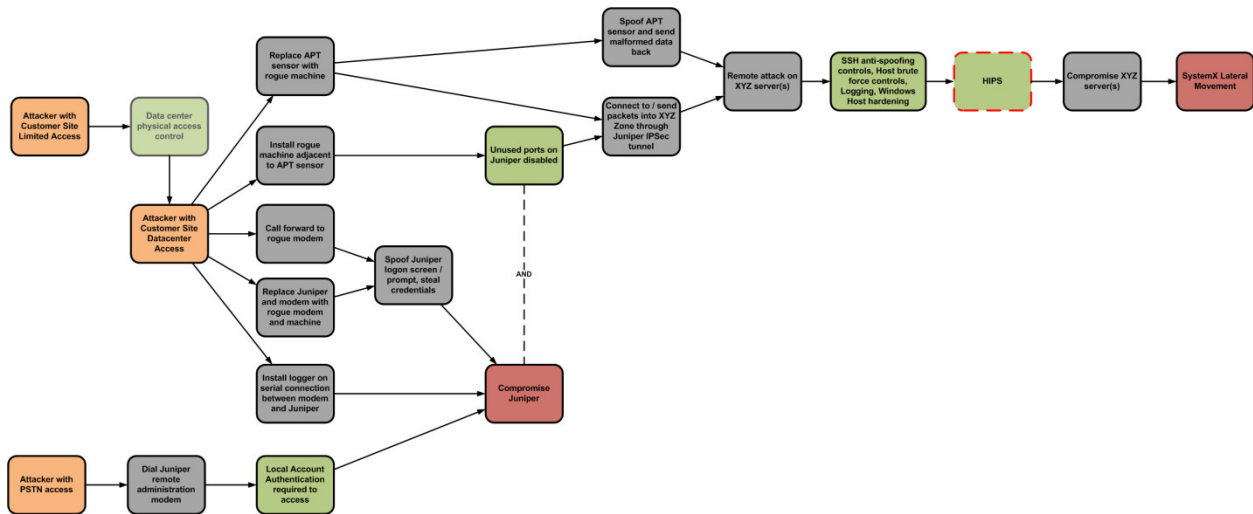 Spoof APT
sensor and send
malformed data
back
Replace APT
sensor with
rogue machine
Remote attack on
XYZ server(s)
SSH anti-spoofing
controls, Host brute
force controls,
Logging, Windows
Host hardening
HIPS
Compromise XYZ
server(s)
SystemX Lateral
Movement
Attacker with
Customer Site
Limited Access
Data center
physical access
control
Connect to / send
packets into XYZ
Zone through
Juniper IPSec
tunnel
Install rogue
machine adjacent
to APT sensor
Unused ports on
Juniper disabled
Attacker with
Customer Site
Datacenter
Access
Call forward to
rogue modem
Spoof Juniper
logon screen /
prompt, steal
credentials
AND
Replace Juniper
and modem with
rogue modem
and machine
Install logger on
serial connection
between modem
and Juniper
Compromise
Juniper
Attacker with
PSTN access
Dial Juniper
remote
administration
modem
Local Account
Authentication
required to
access